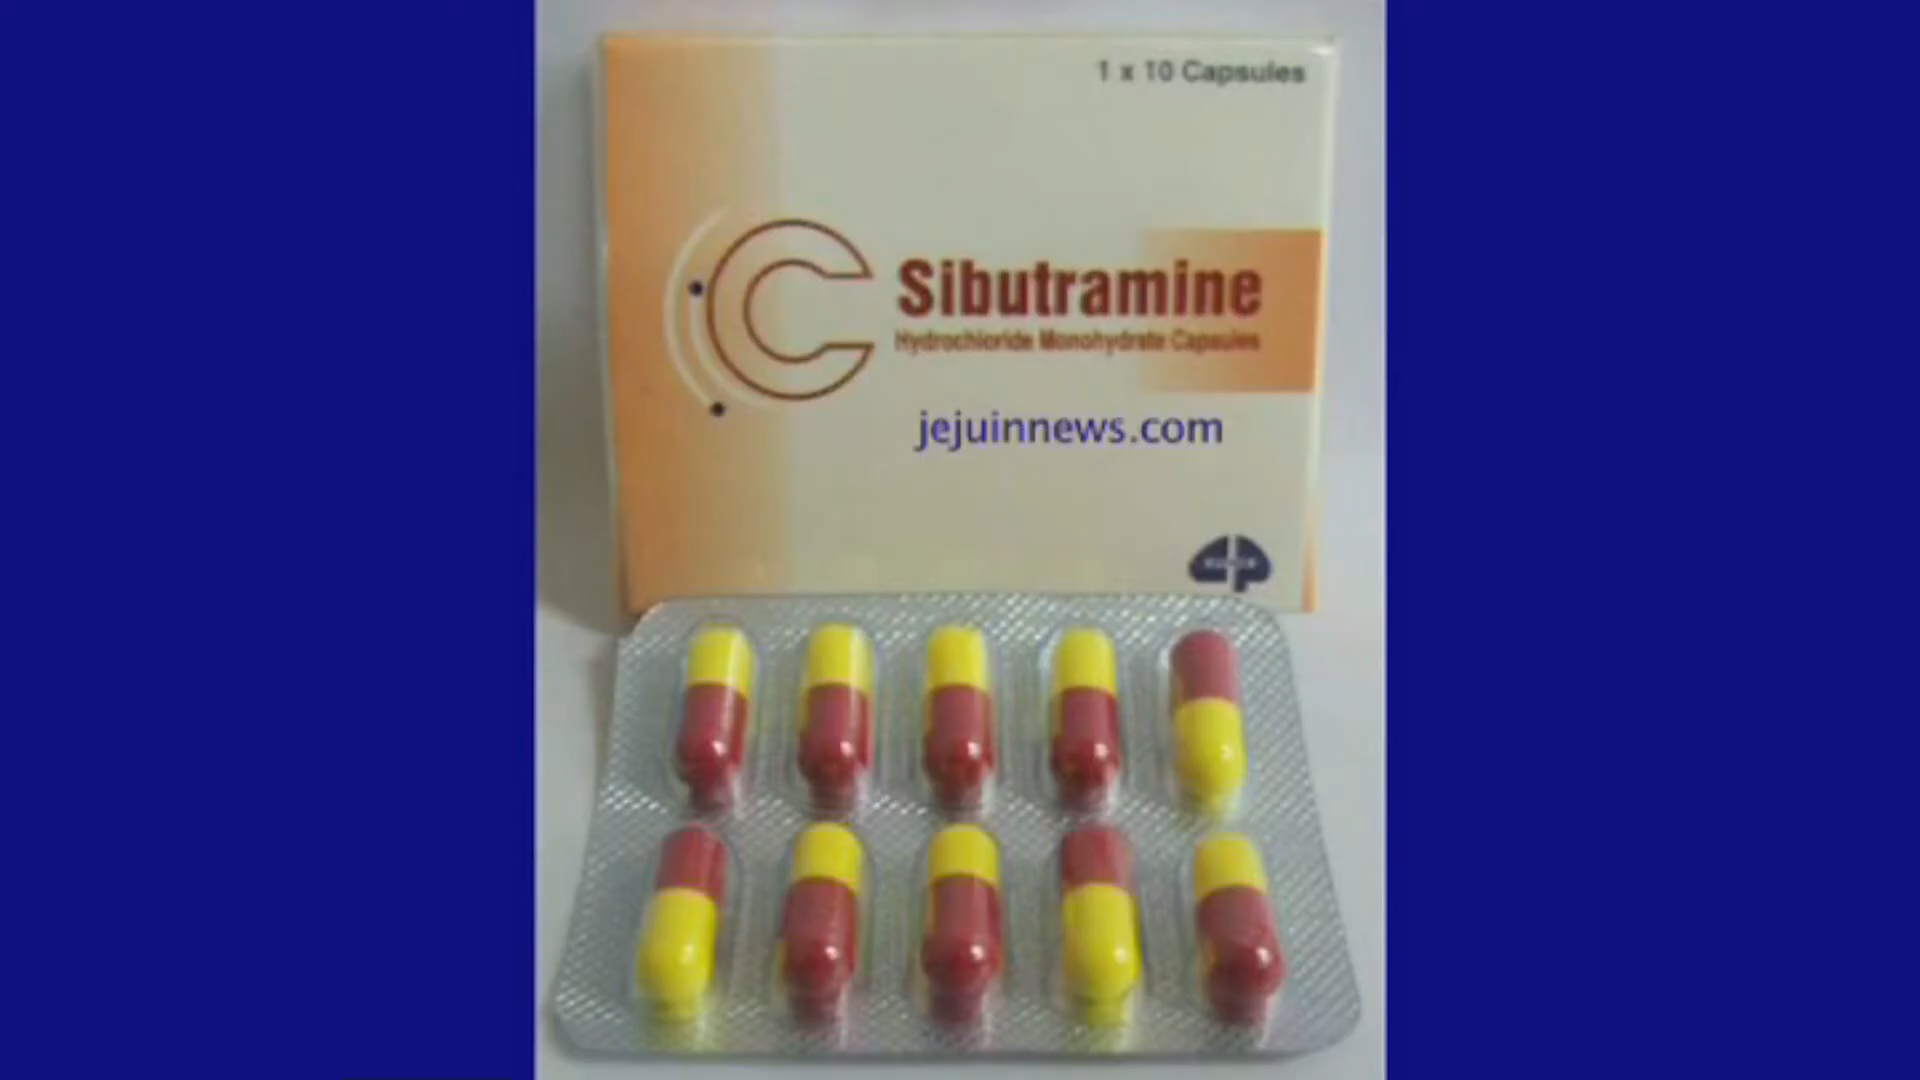 1 x 10 Capsules
Sibutramine
Hydrochloride Monohydrate Capsules
jejuinnews.com